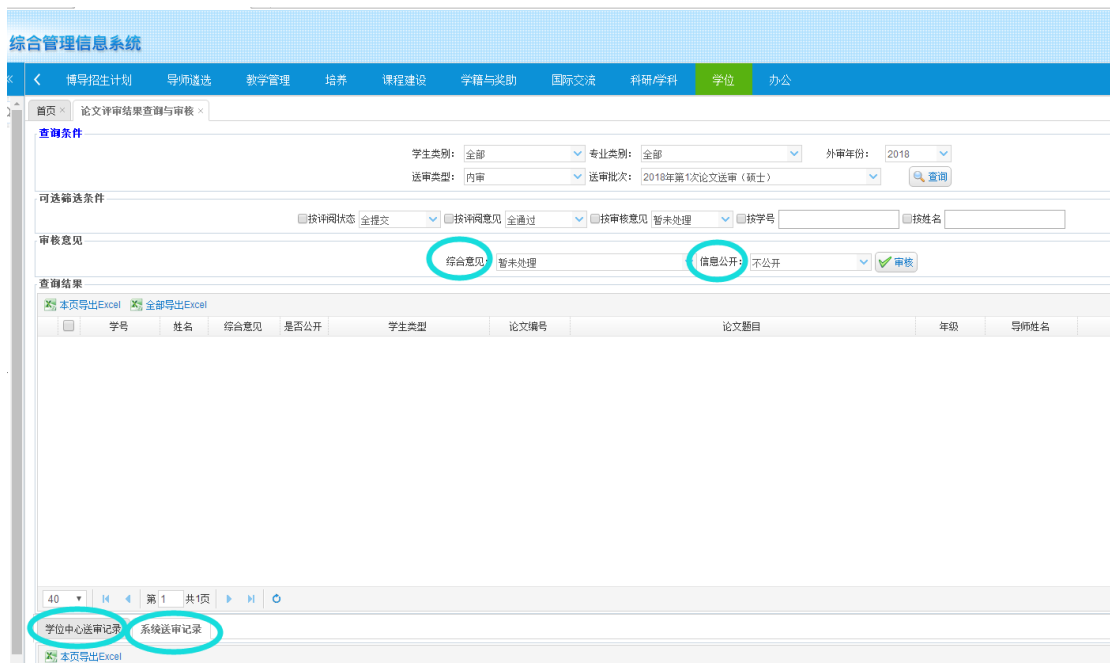 综合管理信息系统
博导招生计划 导师遴选 教学管理 培养 课程建设 学籍与奖助 国际交流 科研/学科 学位 办公
首页 × 论文评审结果查询与审核 ×
查询条件
学生类别： 全部 专业类别： 全部 外审年份： 2018
送审类型： 内审 送审批次： 2018年第1次论文送审（硕士） 查询
可选筛选条件
按评阅状态 全提交 按评阅意见 全通过 按审核意见 暂未处理 按学号 按姓名
审核意见
综合意见： 暂未处理 信息公开： 不公开 审核
查询结果
本页导出Excel 全部导出Excel
学号 姓名 综合意见 是否公开 学生类型 论文编号 论文题目 年级 导师姓名
40 第 1 共1页
学位中心送审记录 系统送审记录
本页导出Excel